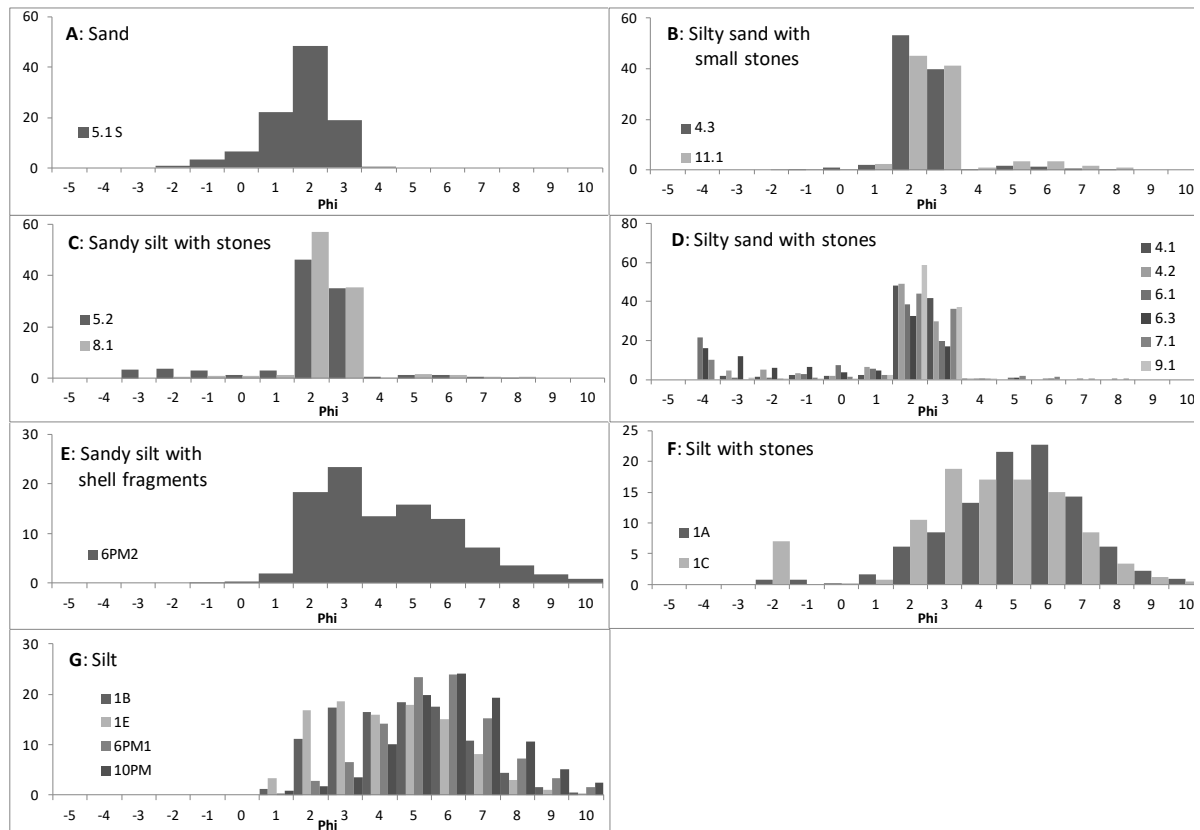 A: Sand
60
40
20
0
5.1 S
-5 -4 -3 -2 -1 0 1 2 3 4 5 6 7 8 9 10
Phi
B: Silty sand with
small stones
60
40
20
0
4.3
11.1
-5 -4 -3 -2 -1 0 1 2 3 4 5 6 7 8 9 10
Phi
C: Sandy silt with stones
60
40
20
0
5.2
8.1
-5 -4 -3 -2 -1 0 1 2 3 4 5 6 7 8 9 10
Phi
D: Silty sand with stones
80
60
40
20
0
4.1
4.2
6.1
6.3
7.1
9.1
-5 -4 -3 -2 -1 0 1 2 3 4 5 6 7 8 9 10
Phi
E: Sandy silt with
shell fragments
30
20
10
0
6PM2
-5 -4 -3 -2 -1 0 1 2 3 4 5 6 7 8 9 10
Phi
F: Silt with stones
25
20
15
10
5
0
1A
1C
-5 -4 -3 -2 -1 0 1 2 3 4 5 6 7 8 9 10
Phi
G: Silt
30
20
10
0
1B
1E
6PM1
10PM
-5 -4 -3 -2 -1 0 1 2 3 4 5 6 7 8 9 10
Phi